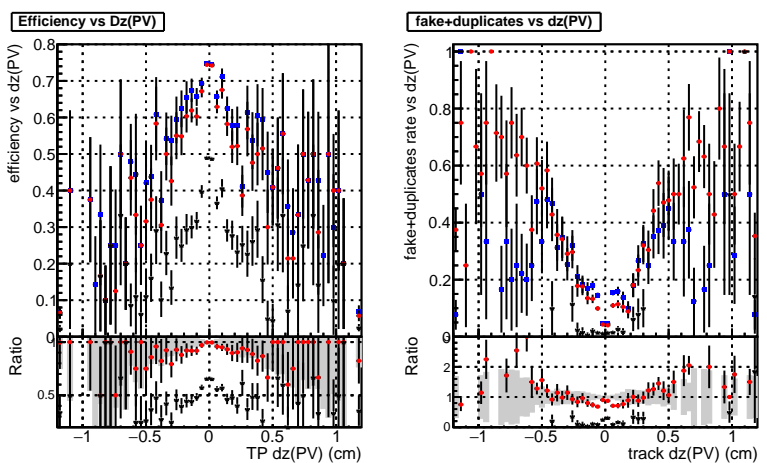 Efficiency vs Dz(PV)
efficiency vs dz(PV)
0.8
0.7
0.6
0.5
0.4
0.3
0.2
0.1
Ratio
0.5
−1 −0.5 0 0.5 1
TP dz(PV) (cm)
fake+duplicates vs dz(PV)
fake+duplicates rate vs dz(PV)
1
0.8
0.6
0.4
0.2
Ratio
2
1
0
−1 −0.5 0 0.5 1
track dz(PV) (cm)